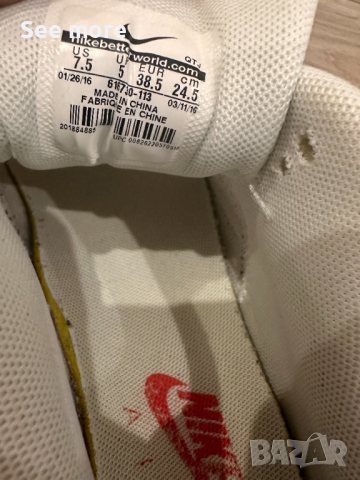 See more
nikebetterworld.com
US UK EUR cm
7.5 5 38.5 24.5
01/26/16 03/11/16
MADE IN CHINA
FABRIQUE EN CHINE
NIKE
BAZAR